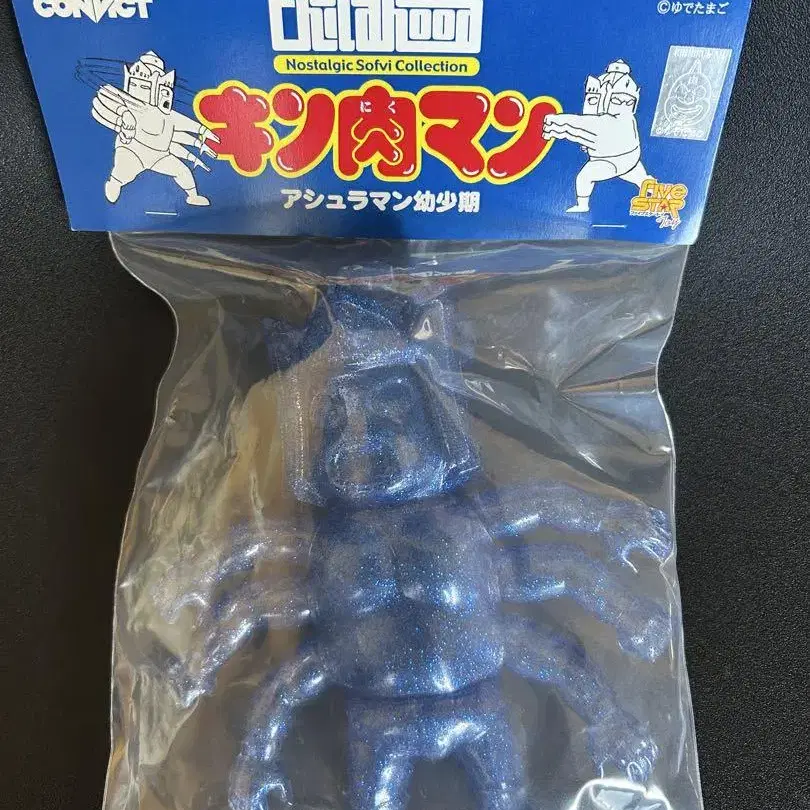 CONVICT
©ゆでたまご
Childhood
Nostalgic Sofvi Collection
にく
キン肉マン
アシュラマン幼少期
FiVe
STAR
Toy